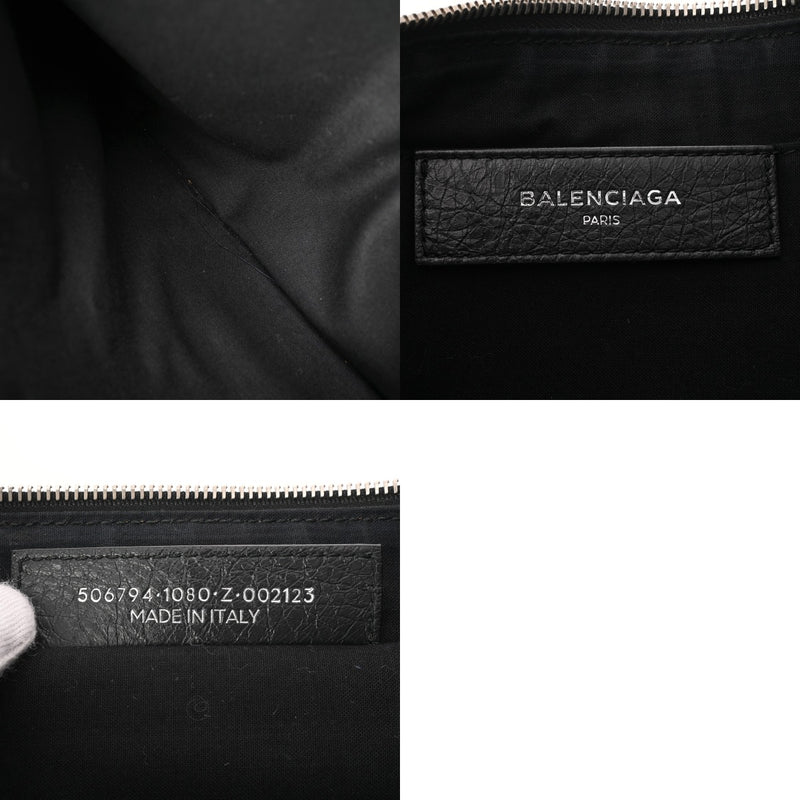 BALENCIAGA
PARIS
506794·1080·Z·002123
MADE IN ITALY